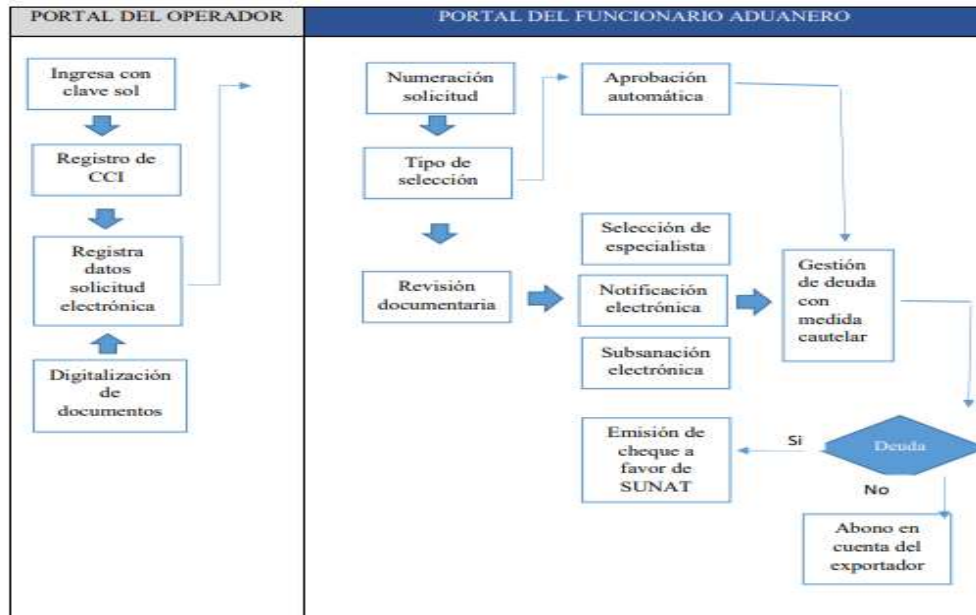 PORTAL DEL OPERADOR
PORTAL DEL FUNCIONARIO ADUANERO
Ingresa con
clave sol
Registro de
CCI
Registra
datos
solicitud
electrónica
Digitalización
de
documentos
Numeración
solicitud
Tipo de
selección
Revisión
documentaria
Aprobación
automática
Selección de
especialista
Notificación
electrónica
Subsanación
electrónica
Gestión
de deuda
con
medida
cautelar
Deuda
Si
Emisión de
cheque a
favor de
SUNAT
No
Abono en
cuenta del
exportador